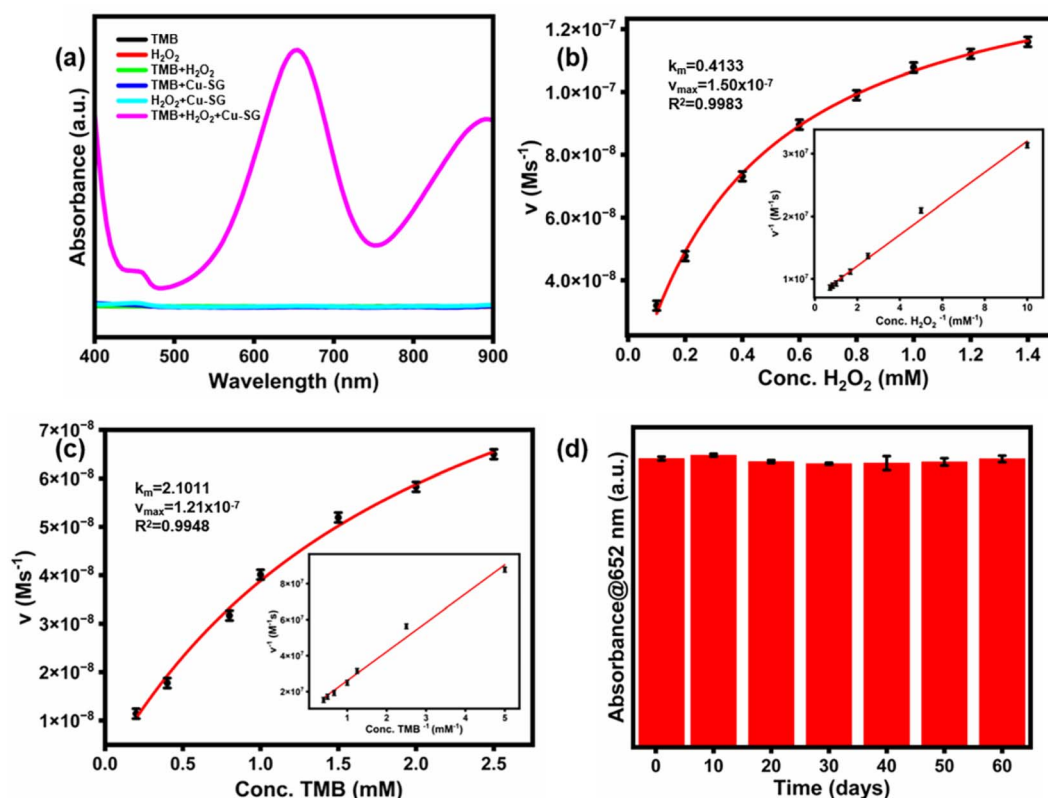 (a)
TMB
H₂O₂
TMB+H₂O₂
TMB+Cu-SG
H₂O₂+Cu-SG
TMB+H₂O₂+Cu-SG
Absorbance (a.u.)
400 500 600 700 800 900
Wavelength (nm)
(b)
kₘ=0.4133
vₘₐₓ=1.50x10⁻⁷
R²=0.9983
v (Ms⁻¹)
1.2×10⁻⁷
1.0×10⁻⁷
8.0×10⁻⁸
6.0×10⁻⁸
4.0×10⁻⁸
0.0 0.2 0.4 0.6 0.8 1.0 1.2 1.4
Conc. H₂O₂ (mM)
v⁻¹ (M⁻¹s)
3×10⁷
2×10⁷
1×10⁷
0 2 4 6 8 10
Conc. H₂O₂ ⁻¹ (mM⁻¹)
(c)
kₘ=2.1011
vₘₐₓ=1.21x10⁻⁷
R²=0.9948
v (Ms⁻¹)
7×10⁻⁸
6×10⁻⁸
5×10⁻⁸
4×10⁻⁸
3×10⁻⁸
2×10⁻⁸
1×10⁻⁸
0.0 0.5 1.0 1.5 2.0 2.5
Conc. TMB (mM)
v⁻¹ (M⁻¹s)
8×10⁷
6×10⁷
4×10⁷
2×10⁷
1 2 3 4 5
Conc. TMB ⁻¹ (mM⁻¹)
(d)
Absorbance@652 nm (a.u.)
0 10 20 30 40 50 60
Time (days)